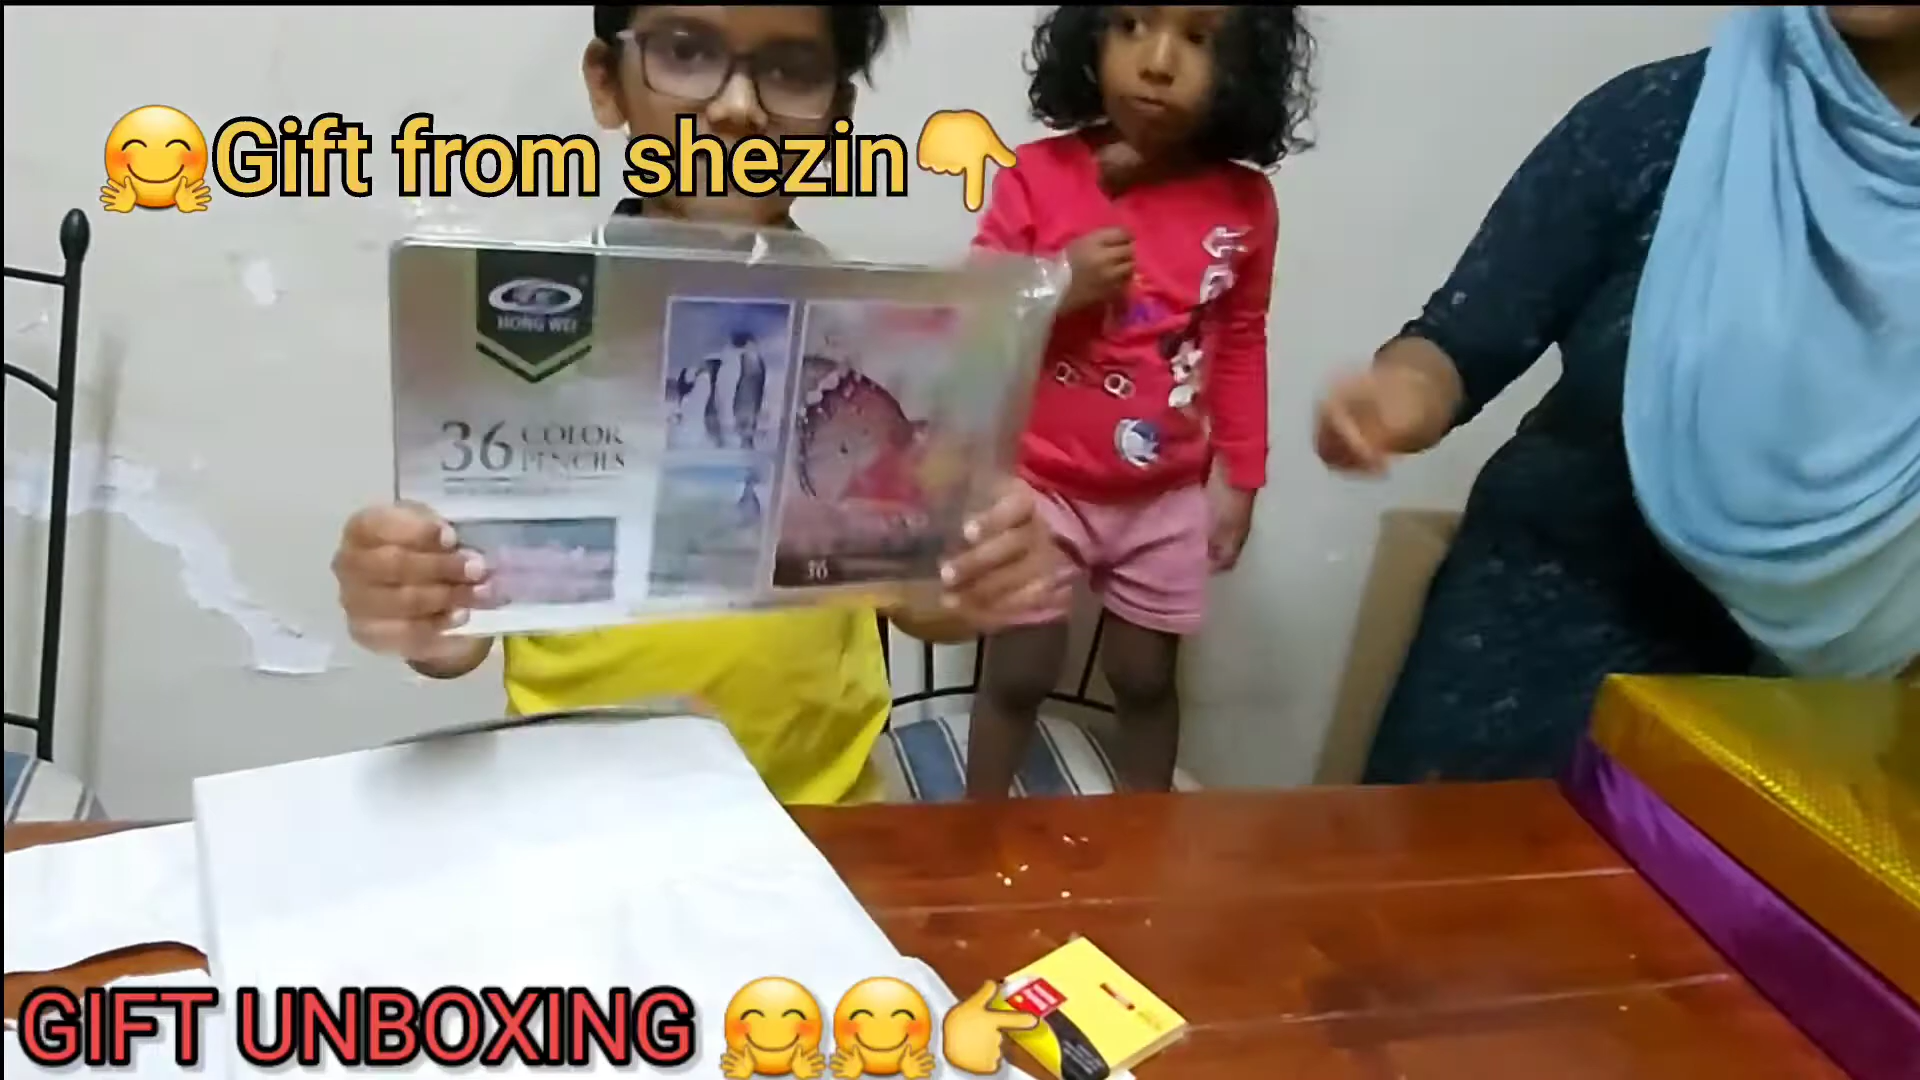 🤗Gift from shezin👇
HONG WEI
36 COLOR
PENCILS
36
GIFT UNBOXING 🤗🤗👉